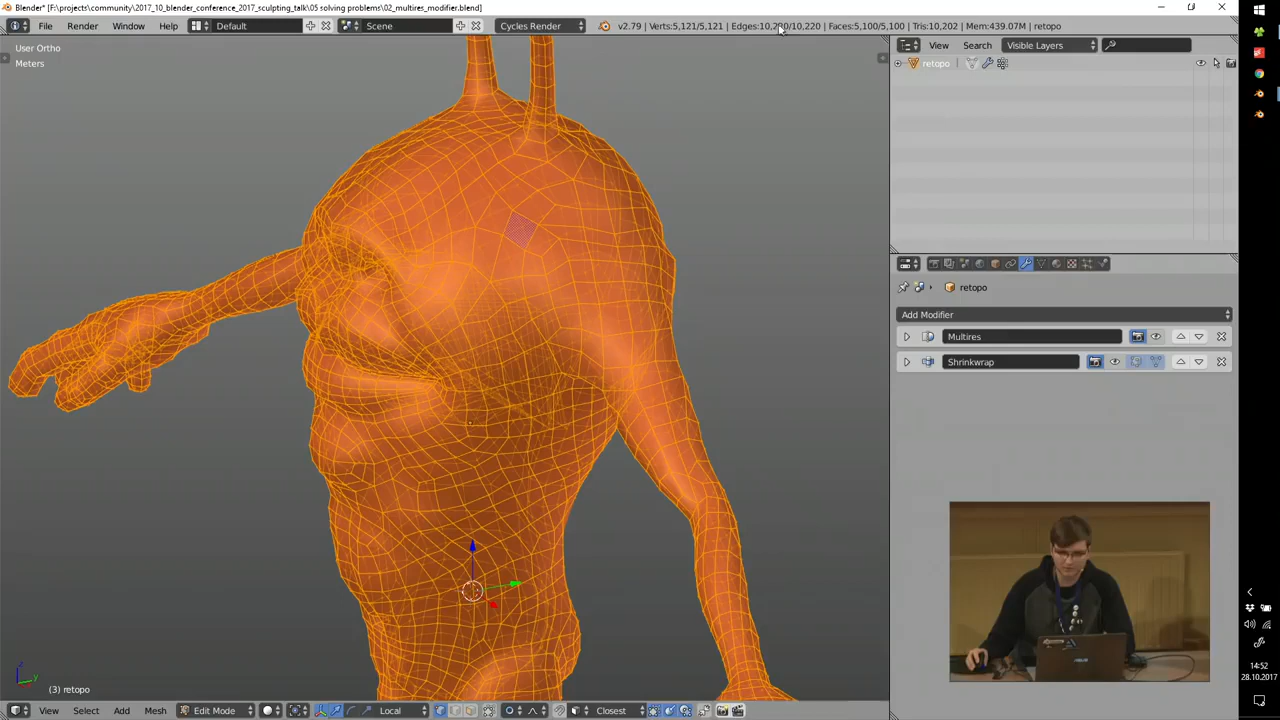 Blender* [F:\projects\community\2017_10_blender_conference_2017_sculpting_talk\05 solving problems\02_multires_modifier.blend]
File Render Window Help Default Scene Cycles Render v2.79 | Verts:5,121/5,121 | Edges:10,220/10,220 | Faces:5,100/5,100 | Tris:10,202 | Mem:439.07M | retopo
User Ortho
Meters
View Search Visible Layers
retopo
retopo
Add Modifier
Multires
Shrinkwrap
(3) retopo
View Select Add Mesh Edit Mode Local Closest
14:52
28.10.2017